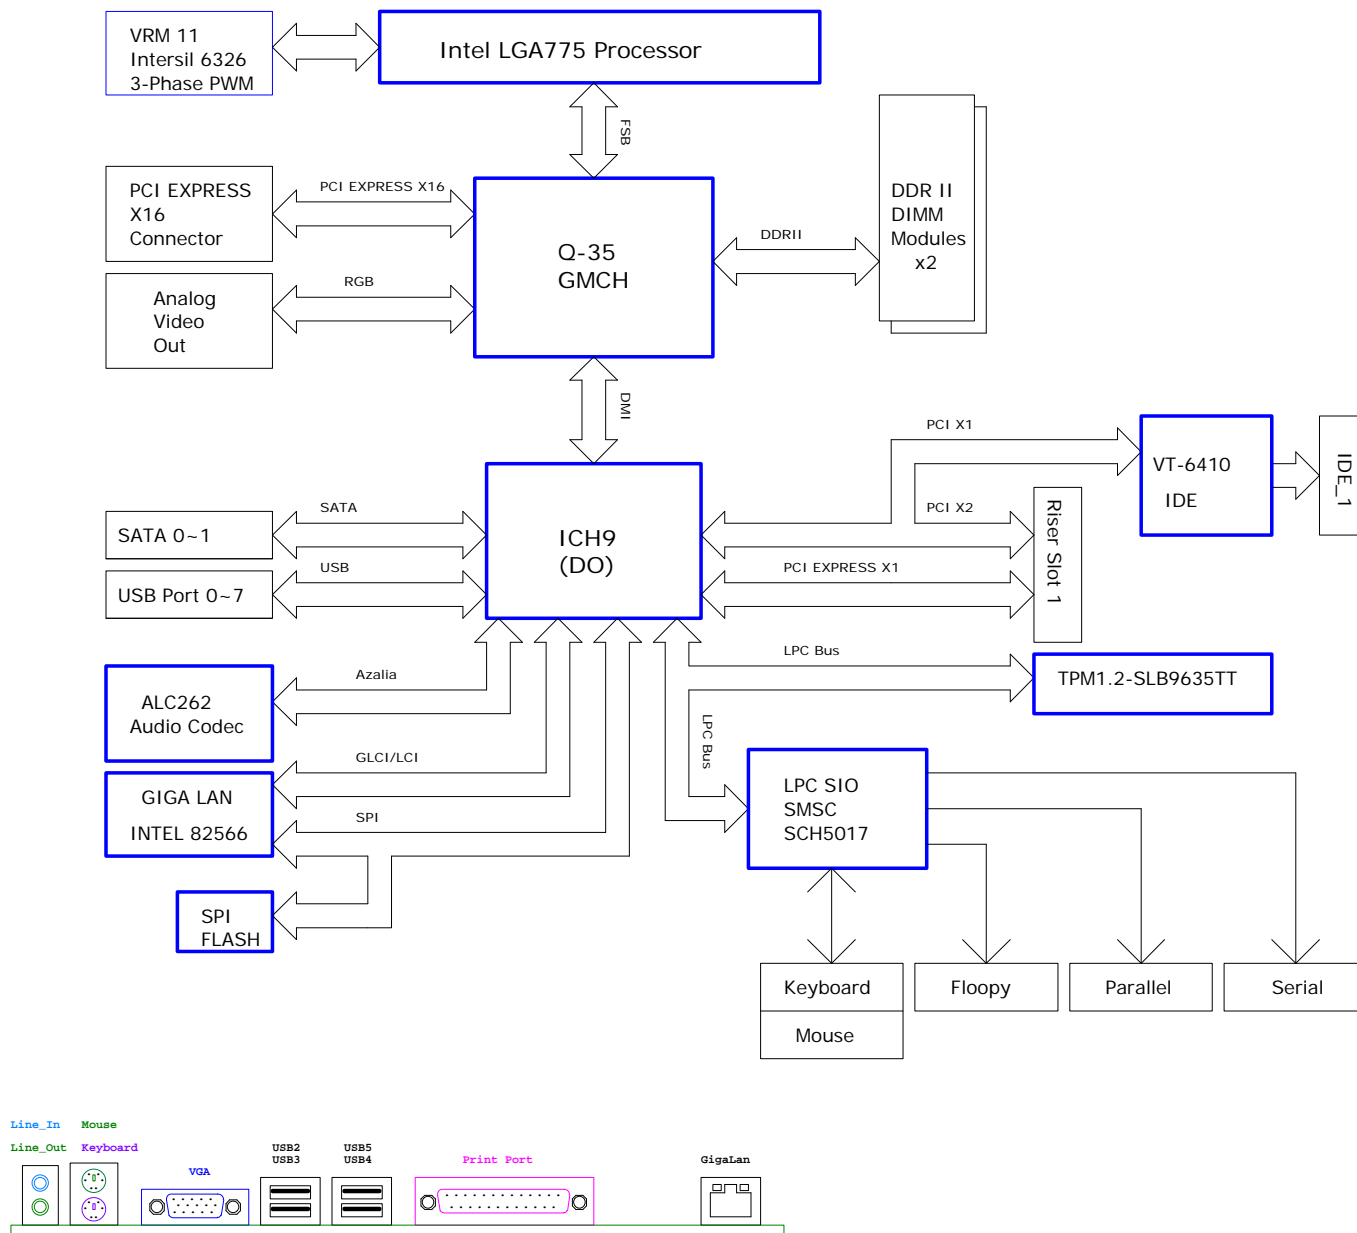 VRM 11
Intersil 6326
3-Phase PWM
Intel LGA775 Processor
FSB
PCI EXPRESS
X16
Connector
PCI EXPRESS X16
Q-35
GMCH
DDRII
DDR II
DIMM
Modules
x2
Analog
Video
Out
RGB
DMI
PCI X1
VT-6410
IDE
IDE_1
SATA 0~1
SATA
ICH9
(DO)
PCI X2
Riser Slot 1
USB Port 0~7
USB
PCI EXPRESS X1
LPC Bus
TPM1.2-SLB9635TT
ALC262
Audio Codec
Azalia
LPC Bus
GIGA LAN
INTEL 82566
GLCI/LCI
SPI
LPC SIO
SMSC
SCH5017
SPI
FLASH
Keyboard
Mouse
Floopy
Parallel
Serial
Line_In
Mouse
Line_Out
Keyboard
VGA
USB2
USB3
USB5
USB4
Print Port
GigaLan